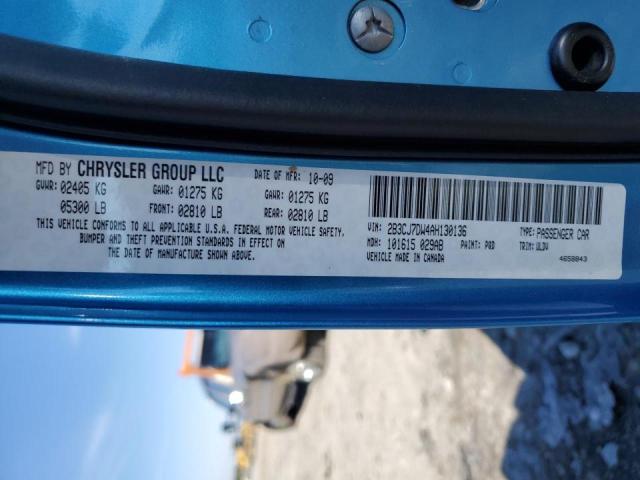 MFD BY CHRYSLER GROUP LLC DATE OF MFR: 10-09
GVWR: 02405 KG GAWR: 01275 KG GAWR: 01275 KG
05300 LB FRONT: 02810 LB REAR: 02810 LB
THIS VEHICLE CONFORMS TO ALL APPLICABLE U.S.A. FEDERAL MOTOR VEHICLE SAFETY,
BUMPER AND THEFT PREVENTION STANDARDS IN EFFECT ON
THE DATE OF MANUFACTURE SHOWN ABOVE.
VIN: 2B3CJ7DW4AH130136 TYPE: PASSENGER CAR
MDH: 101615 029AB PAINT: TRIM:
VEHICLE MADE IN CANADA 4658843